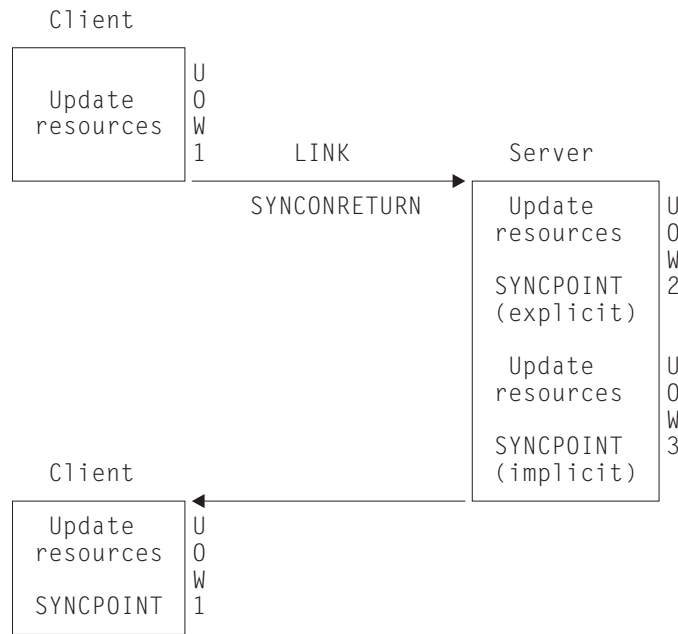 Client
Update
resources
U
O
W
1
LINK
SYNCONRETURN
Server
Update
resources
SYNCPOINT
(explicit)
U
O
W
2
Update
resources
SYNCPOINT
(implicit)
U
O
W
3
Client
Update
resources
SYNCPOINT
U
O
W
1